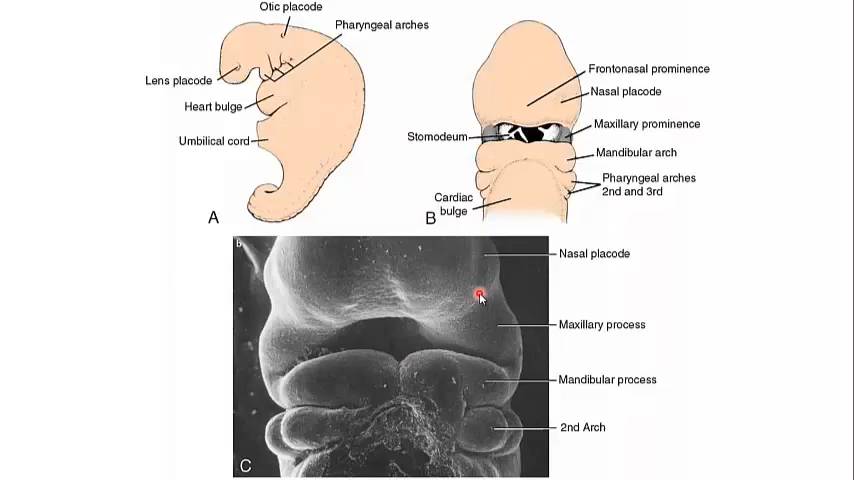 Otic placode
Pharyngeal arches
Lens placode
Heart bulge
Umbilical cord
A
Frontonasal prominence
Nasal placode
Maxillary prominence
Stomodeum
Mandibular arch
Pharyngeal arches
2nd and 3rd
Cardiac
bulge
B
b
Nasal placode
Maxillary process
Mandibular process
2nd Arch
C